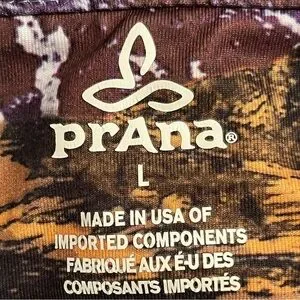 prAna®
L
MADE IN USA OF
IMPORTED COMPONENTS
FABRIQUÉ AUX É-U DES
COMPOSANTS IMPORTÉS